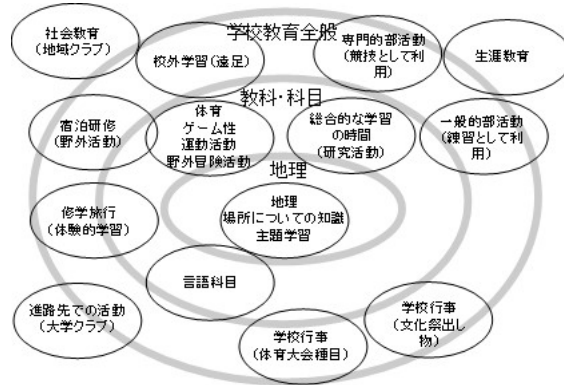 社会教育
(地域クラブ)
学校教育全般
校外学習(遠足)
専門的部活動
(競技として利
用)
生涯教育
教科・科目
宿泊研修
(野外活動)
体育
ゲーム性
運動活動
野外冒険活動
総合的な学習
の時間
(研究活動)
一般的部活動
(練習として利
用)
地理
修学旅行
(体験的学習)
地理
場所についての知識
主題学習
言語科目
進路先での活動
(大学クラブ)
学校行事
(体育大会種目)
学校行事
(文化祭出し
物)